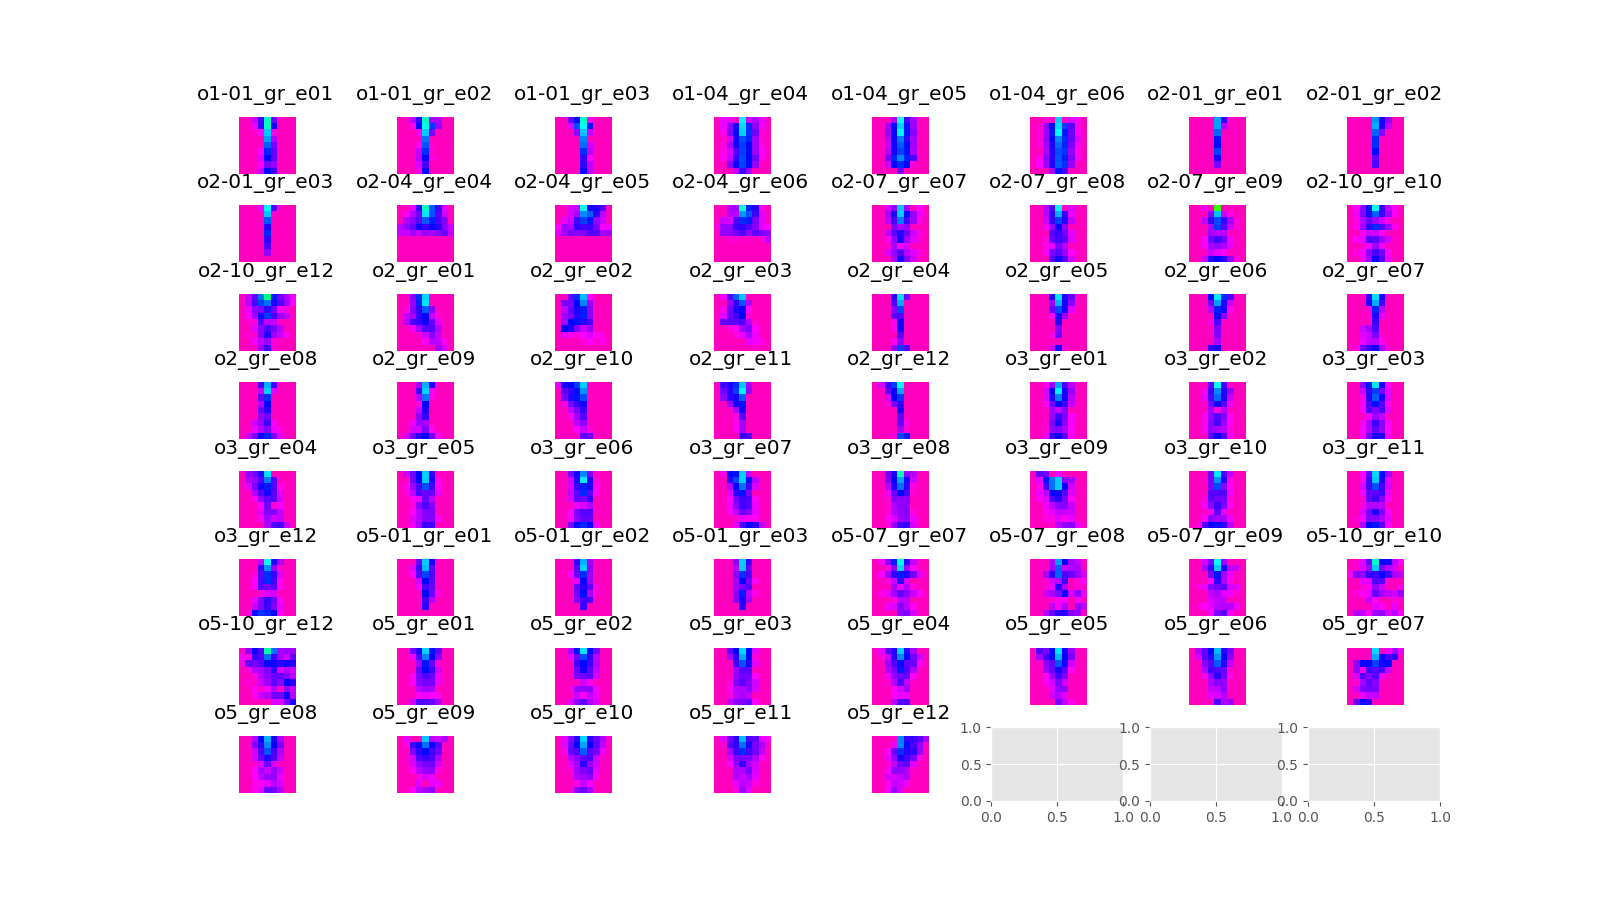 o1-01_gr_e01 o1-01_gr_e02 o1-01_gr_e03 o1-04_gr_e04 o1-04_gr_e05 o1-04_gr_e06 o2-01_gr_e01 o2-01_gr_e02
o2-01_gr_e03 o2-04_gr_e04 o2-04_gr_e05 o2-04_gr_e06 o2-07_gr_e07 o2-07_gr_e08 o2-07_gr_e09 o2-10_gr_e10
o2-10_gr_e12 o2_gr_e01 o2_gr_e02 o2_gr_e03 o2_gr_e04 o2_gr_e05 o2_gr_e06 o2_gr_e07
o2_gr_e08 o2_gr_e09 o2_gr_e10 o2_gr_e11 o2_gr_e12 o3_gr_e01 o3_gr_e02 o3_gr_e03
o3_gr_e04 o3_gr_e05 o3_gr_e06 o3_gr_e07 o3_gr_e08 o3_gr_e09 o3_gr_e10 o3_gr_e11
o3_gr_e12 o5-01_gr_e01 o5-01_gr_e02 o5-01_gr_e03 o5-07_gr_e07 o5-07_gr_e08 o5-07_gr_e09 o5-10_gr_e10
o5-10_gr_e12 o5_gr_e01 o5_gr_e02 o5_gr_e03 o5_gr_e04 o5_gr_e05 o5_gr_e06 o5_gr_e07
o5_gr_e08 o5_gr_e09 o5_gr_e10 o5_gr_e11 o5_gr_e12
1.0 1.0 1.0
0.5 0.5 0.5
0.0 0.0 0.0
0.0 0.5 1.0 0.0 0.5 1.0 0.0 0.5 1.0